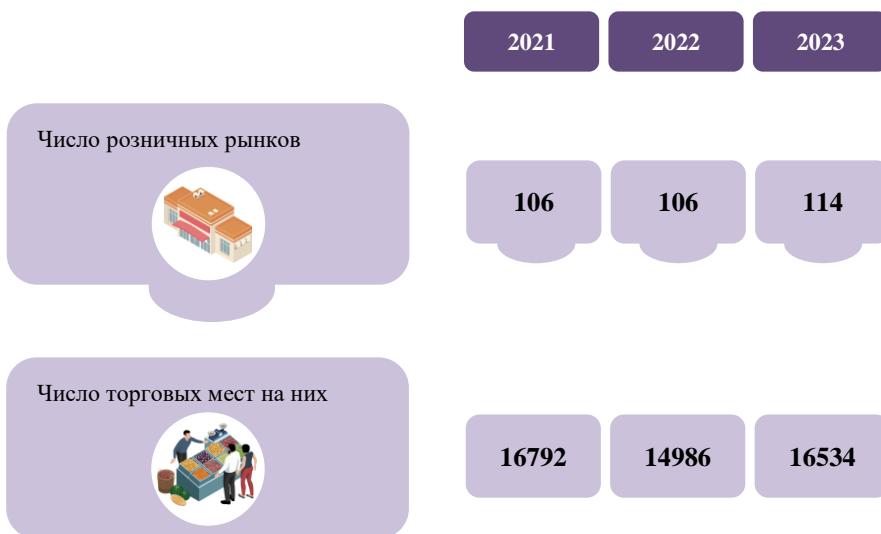 2021 2022 2023
Число розничных рынков
106 106 114
Число торговых мест на них
16792 14986 16534